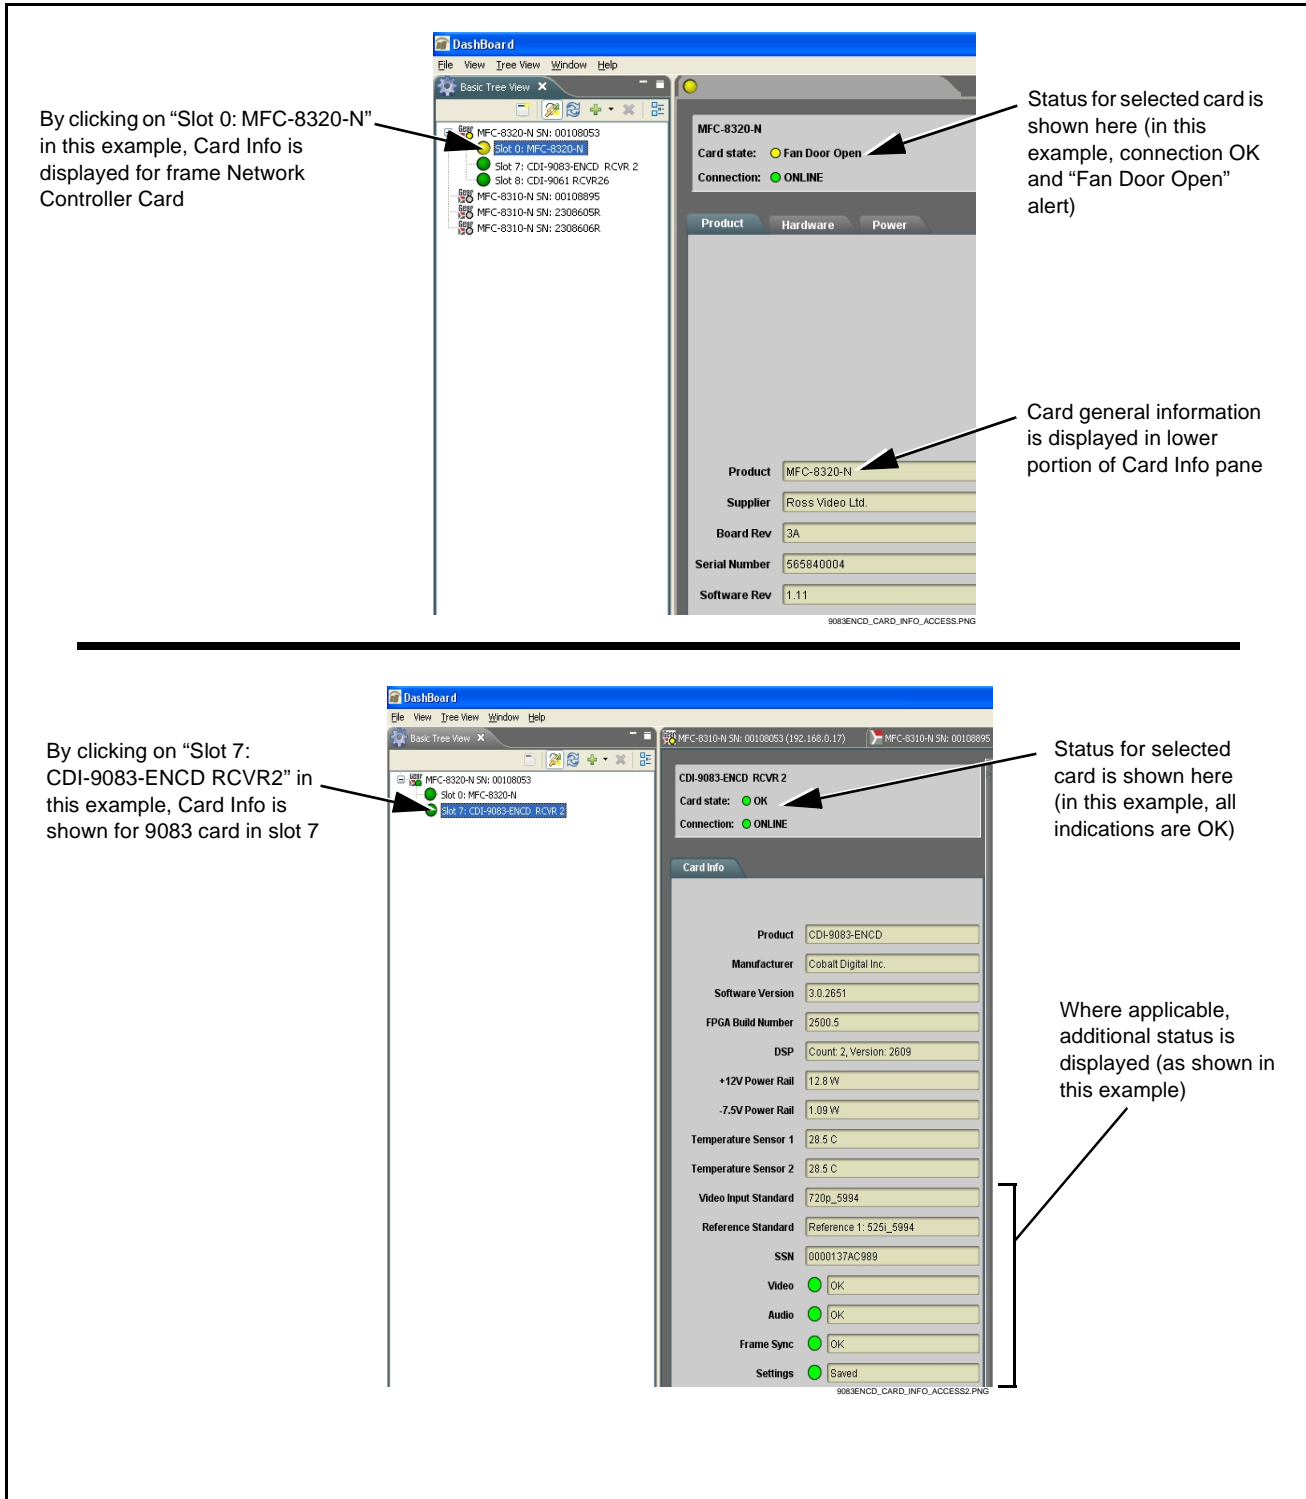 DashBoard
File View Tree View Window Help
Basic Tree View
By clicking on “Slot 0: MFC-8320-N”
in this example, Card Info is
displayed for frame Network
Controller Card
MFC-8320-N SN: 00108053
Slot 0: MFC-8320-N
Slot 7: CDI-9083-ENCD RCVR 2
Slot 8: CDI-9061 RCVR26
MFC-8310-N SN: 00108895
MFC-8310-N SN: 2308605R
MFC-8310-N SN: 2308606R
MFC-8320-N
Card state: Fan Door Open
Connection: ONLINE
Product Hardware Power
Status for selected card is
shown here (in this
example, connection OK
and “Fan Door Open”
alert)
Card general information
is displayed in lower
portion of Card Info pane
Product MFC-8320-N
Supplier Ross Video Ltd.
Board Rev 3A
Serial Number 565840004
Software Rev 1.11
9083ENCD_CARD_INFO_ACCESS.PNG
DashBoard
File View Tree View Window Help
Basic Tree View
MFC-8310-N SN: 00108053 (192.168.0.17) MFC-8310-N SN: 00108895
By clicking on “Slot 7:
CDI-9083-ENCD RCVR2” in
this example, Card Info is
shown for 9083 card in slot 7
MFC-8320-N SN: 00108053
Slot 0: MFC-8320-N
Slot 7: CDI-9083-ENCD RCVR 2
CDI-9083-ENCD RCVR 2
Card state: OK
Connection: ONLINE
Status for selected
card is shown here
(in this example, all
indications are OK)
Card Info
Product CDI-9083-ENCD
Manufacturer Cobalt Digital Inc.
Software Version 3.0.2651
FPGA Build Number 2500.5
DSP Count: 2, Version: 2609
+12V Power Rail 12.8 W
-7.5V Power Rail 1.09 W
Temperature Sensor 1 28.5 C
Temperature Sensor 2 28.5 C
Video Input Standard 720p_5994
Reference Standard Reference 1: 525i_5994
SSN 0000137AC989
Video OK
Audio OK
Frame Sync OK
Settings Saved
Where applicable,
additional status is
displayed (as shown in
this example)
9083ENCD_CARD_INFO_ACCESS2.PNG